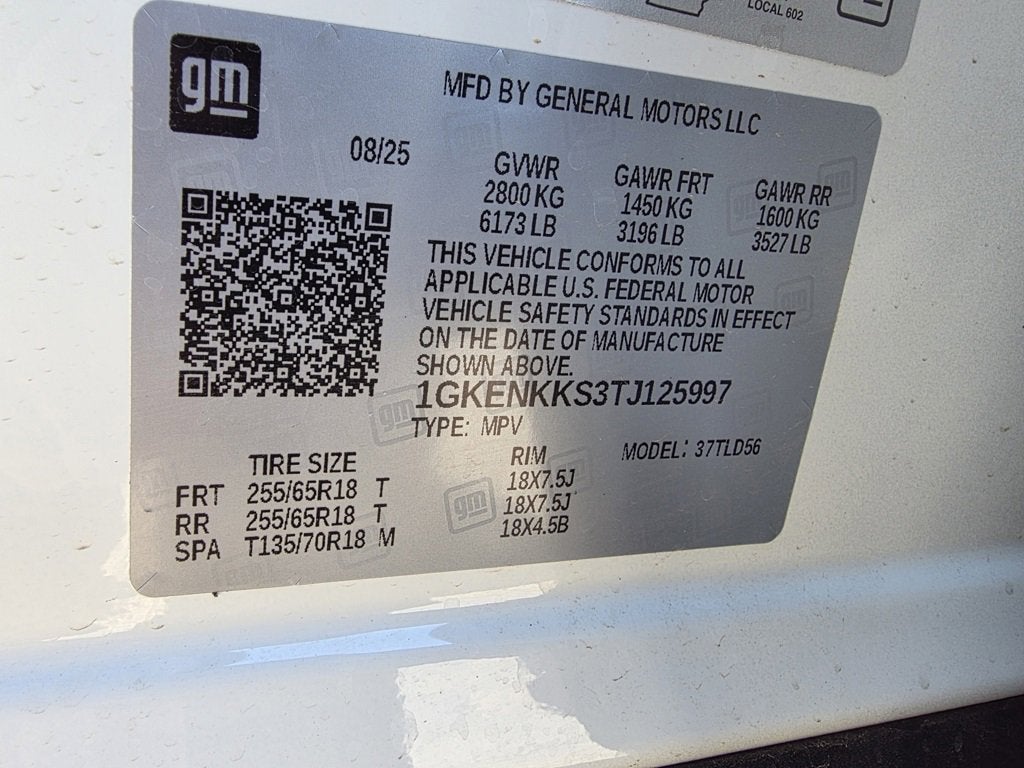 LOCAL 602
gm
MFD BY GENERAL MOTORS LLC
08/25
GVWR GAWR FRT GAWR RR
2800 KG 1450 KG 1600 KG
6173 LB 3196 LB 3527 LB
THIS VEHICLE CONFORMS TO ALL
APPLICABLE U.S. FEDERAL MOTOR
VEHICLE SAFETY STANDARDS IN EFFECT
ON THE DATE OF MANUFACTURE
SHOWN ABOVE.
1GKENKKS3TJ125997
TYPE: MPV
MODEL: 37TLD56
TIRE SIZE RIM
FRT 255/65R18 T 18X7.5J
RR 255/65R18 T 18X7.5J
SPA T135/70R18 M 18X4.5B